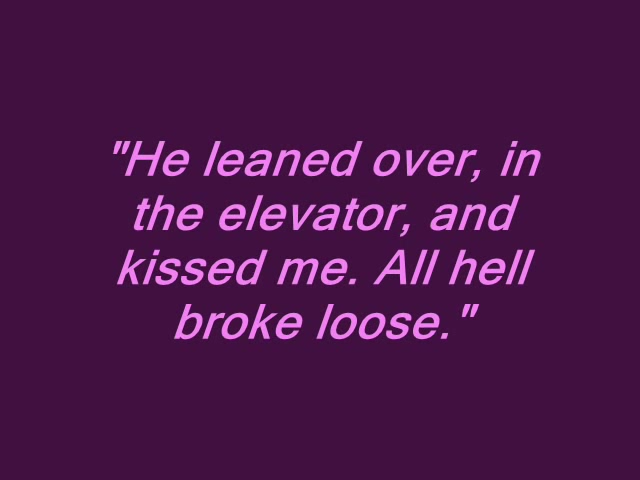 "He leaned over, in
the elevator, and
kissed me. All hell
broke loose."